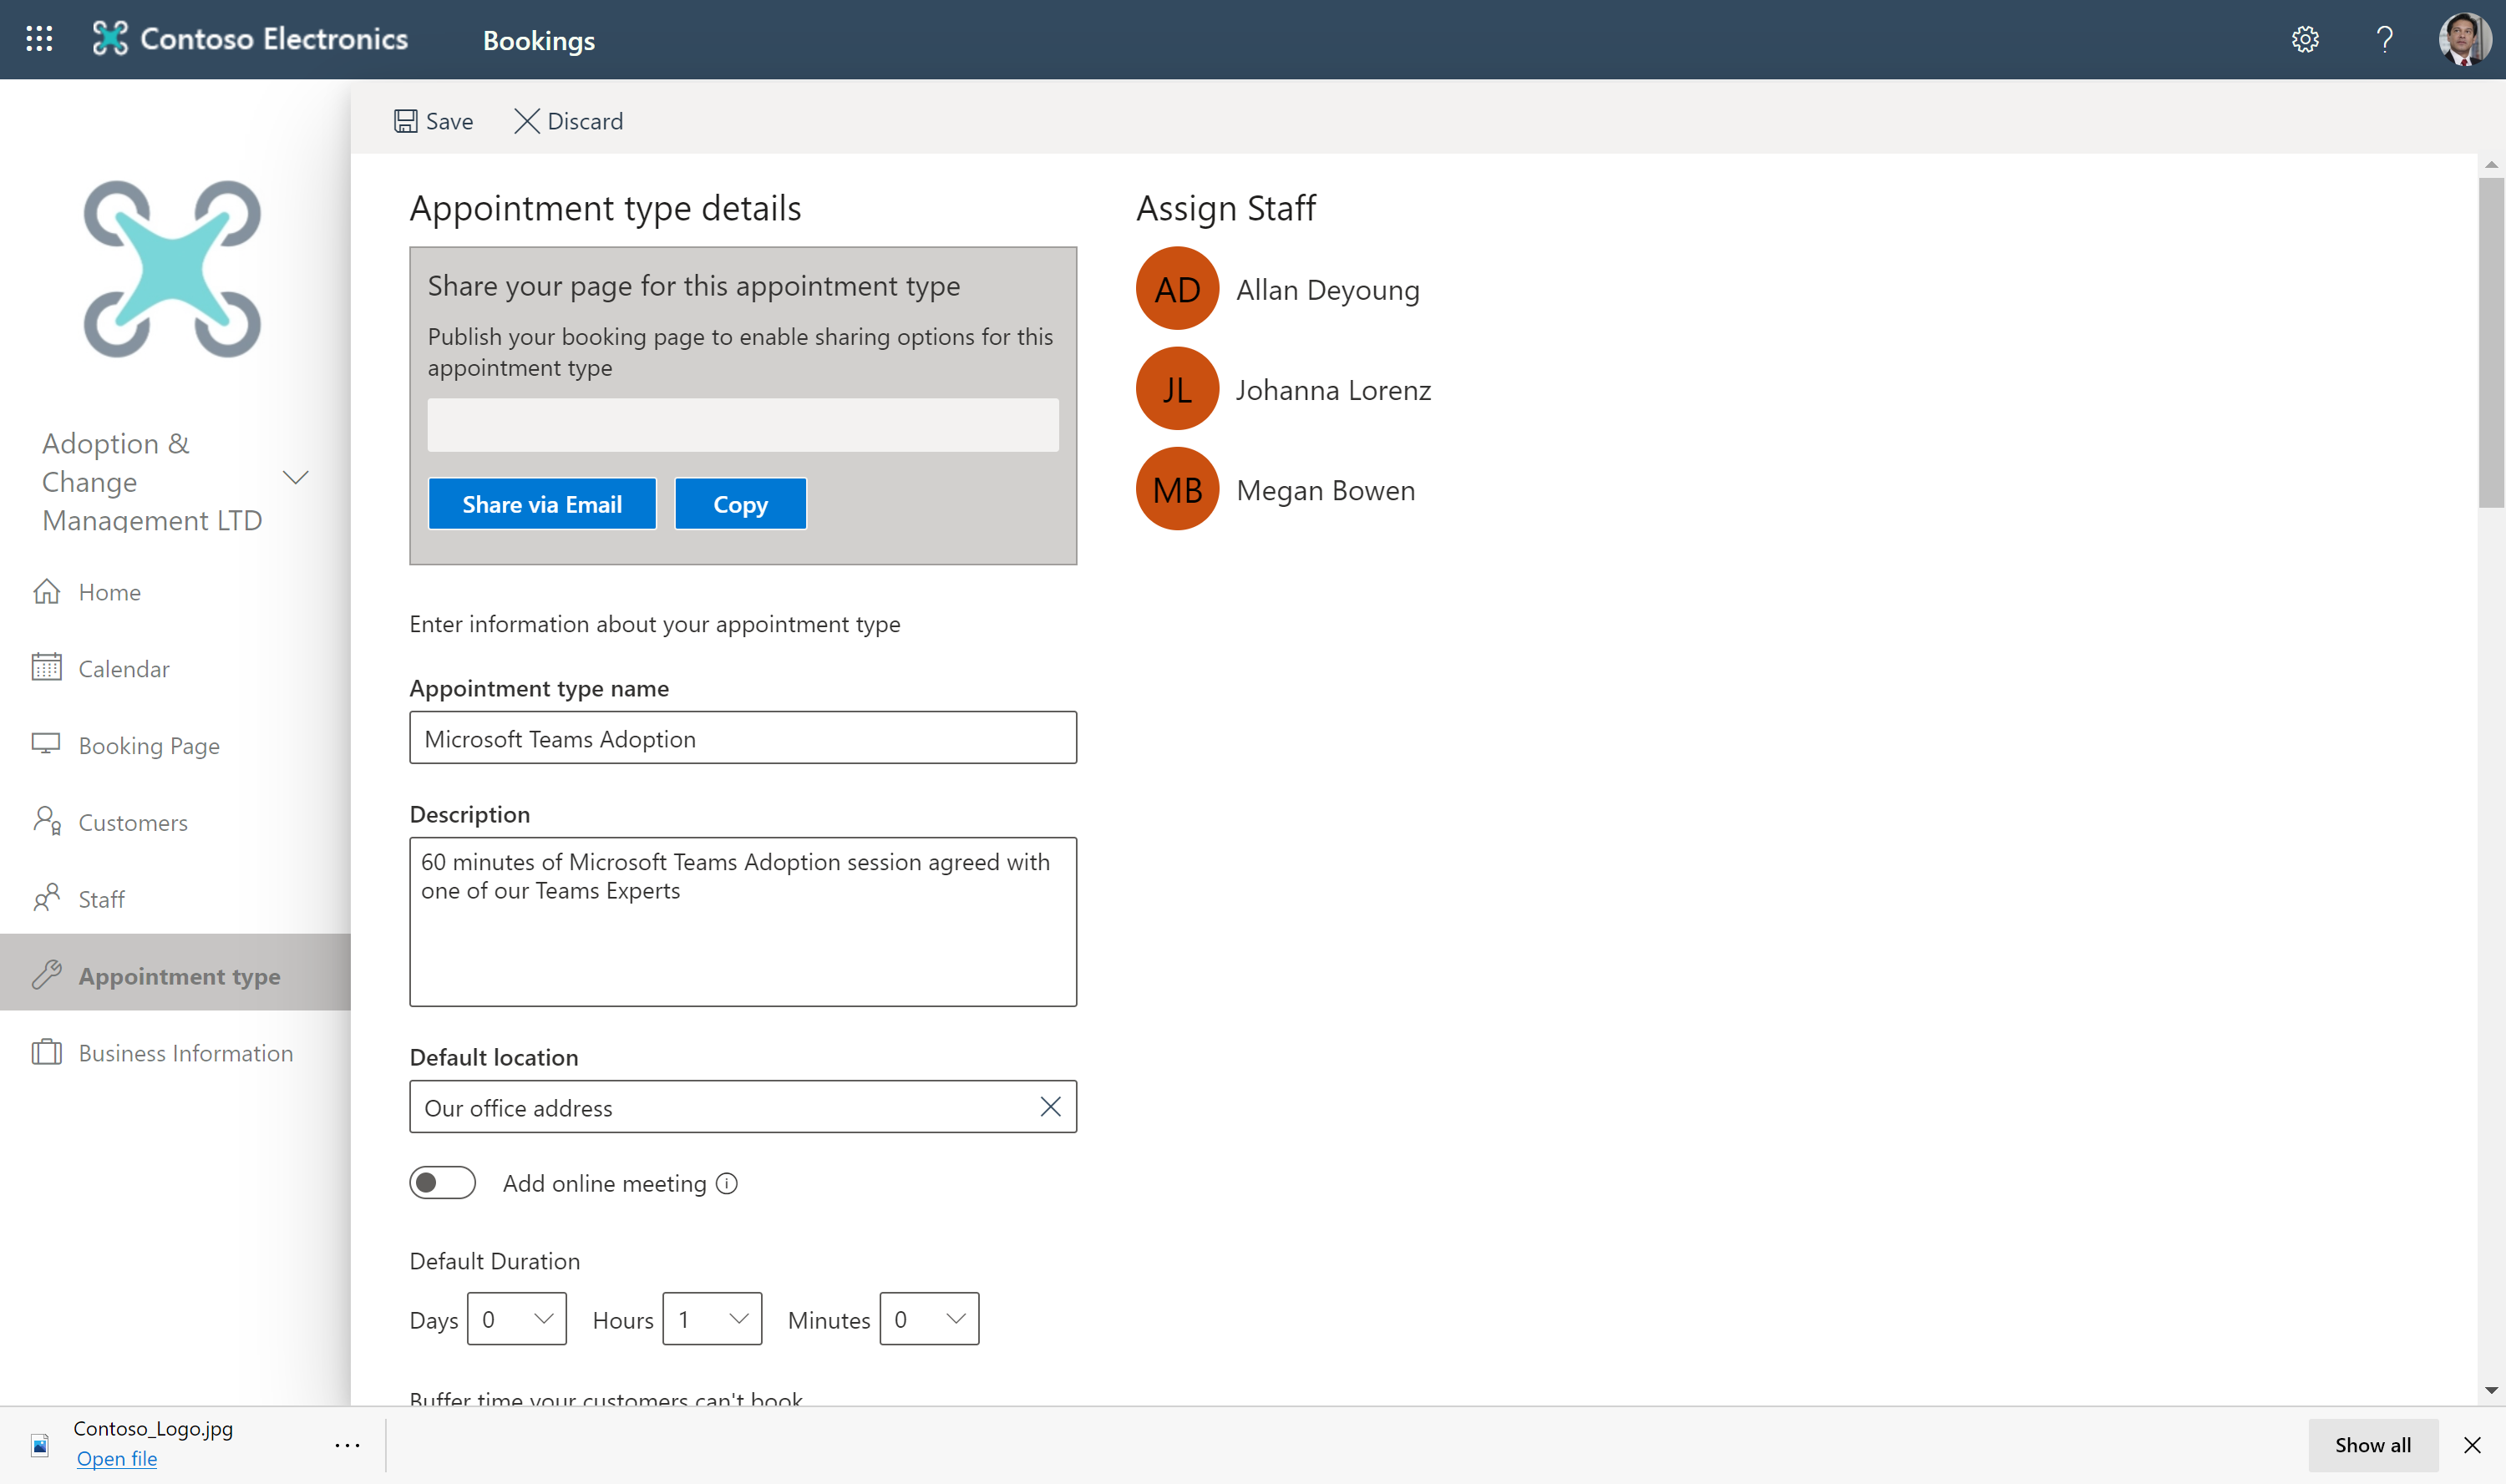 Contoso Electronics
Bookings
Save
Discard
Adoption &
Change
Management LTD
Home
Calendar
Booking Page
Customers
Staff
Appointment type
Business Information
Appointment type details
Share your page for this appointment type
Publish your booking page to enable sharing options for this
appointment type
Share via Email
Copy
Enter information about your appointment type
Appointment type name
Microsoft Teams Adoption
Description
60 minutes of Microsoft Teams Adoption session agreed with
one of our Teams Experts
Default location
Our office address
Add online meeting
Default Duration
Days 0 Hours 1 Minutes 0
Buffer time your customers can't book
Assign Staff
AD Allan Deyoung
JL Johanna Lorenz
MB Megan Bowen
Contoso_Logo.jpg
Open file
Show all